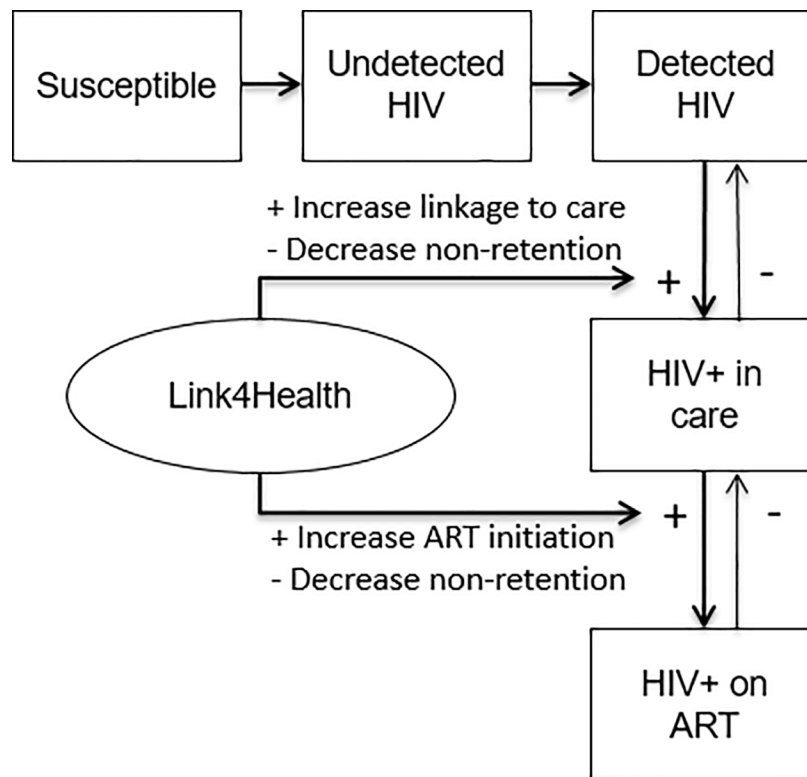 Susceptible
Undetected
HIV
Detected
HIV
+ Increase linkage to care
- Decrease non-retention
+
-
HIV+ in
care
Link4Health
+
-
+ Increase ART initiation
- Decrease non-retention
HIV+ on
ART